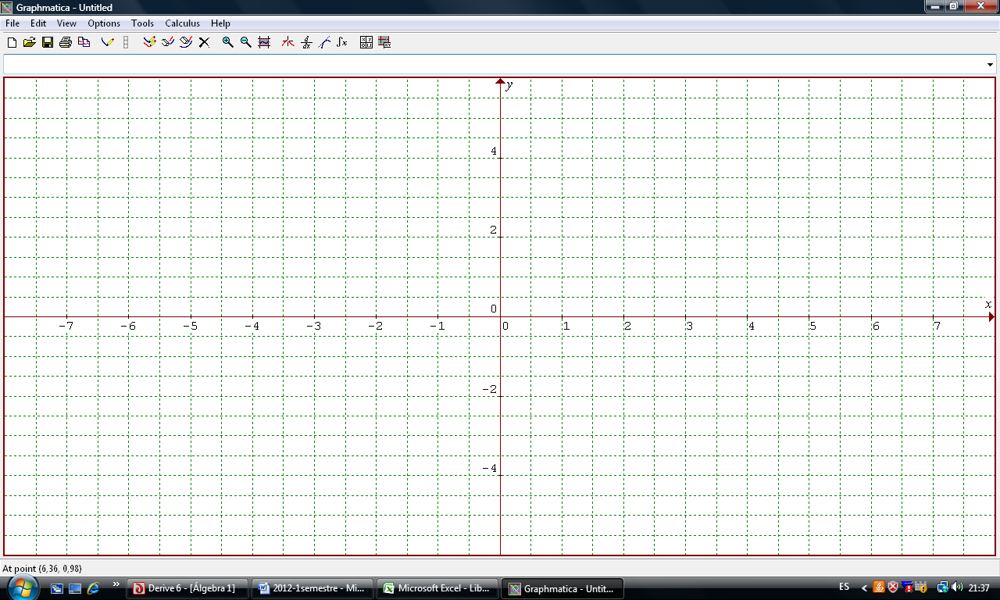 Graphmatica - Untitled
File Edit View Options Tools Calculus Help
y
4
2
0
x
-7 -6 -5 -4 -3 -2 -1 0 1 2 3 4 5 6 7
-2
-4
At point (6,36, 0,98)
Derive 6 - [Álgebra 1] 2012-1semestre - Mi... Microsoft Excel - Lib... Graphmatica - Untit... ES 21:37